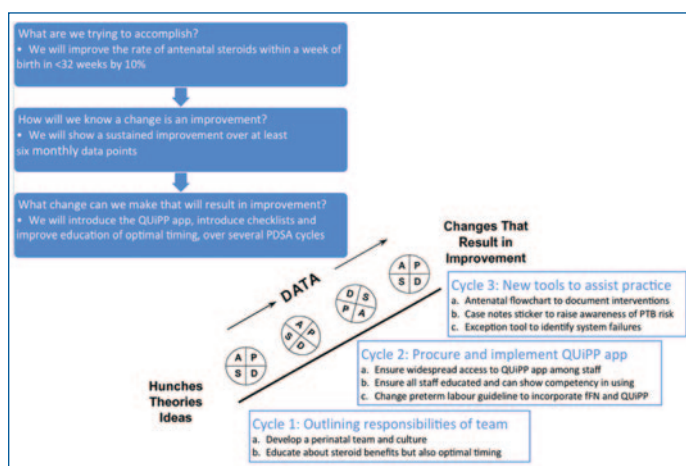 What are we trying to accomplish?
• We will improve the rate of antenatal steroids within a week of
birth in <32 weeks by 10%
How will we know a change is an improvement?
• We will show a sustained improvement over at least
six monthly data points
What change can we make that will result in improvement?
• We will introduce the QUiPP app, introduce checklists and
improve education of optimal timing, over several PDSA cycles
Changes That
Result in
Improvement
DATA
A P
S D
D S
P A
A P
S D
A P
S D
Hunches
Theories
Ideas
Cycle 3: New tools to assist practice
a. Antenatal flowchart to document interventions
b. Case notes sticker to raise awareness of PTB risk
c. Exception tool to identify system failures
Cycle 2: Procure and implement QUiPP app
a. Ensure widespread access to QUiPP app among staff
b. Ensure all staff educated and can show competency in using
c. Change preterm labour guideline to incorporate fFN and QUiPP
Cycle 1: Outlining responsibilities of team
a. Develop a perinatal team and culture
b. Educate about steroid benefits but also optimal timing